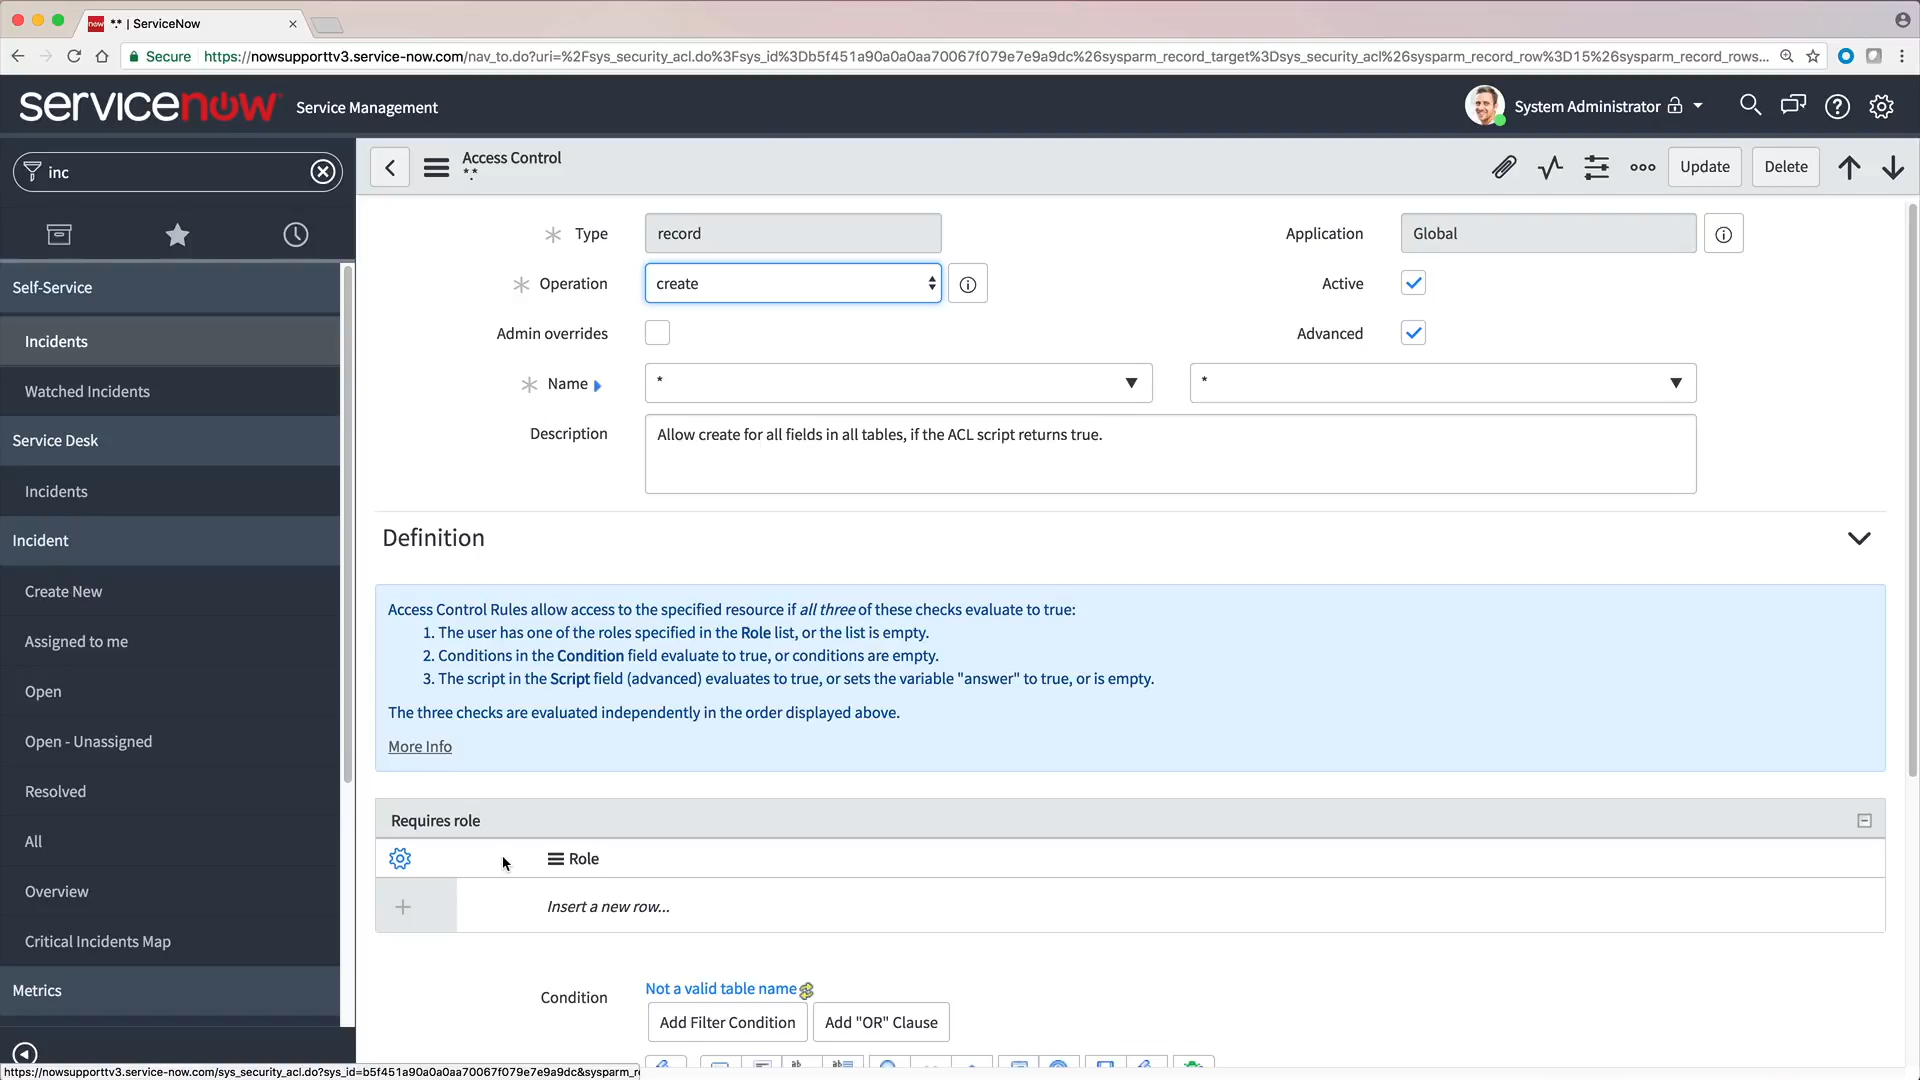 now *.* | ServiceNow
Secure https://nowsupporttv3.service-now.com/nav_to.do?uri=%2Fsys_security_acl.do%3Fsys_id%3Db5f451a90a0a0aa70067f079e7e9a9dc%26sysparm_record_target%3Dsys_security_acl%26sysparm_record_row%3D15%26sysparm_record_rows...
servicenow Service Management
System Administrator
inc
Access Control
*.*
Update
Delete
Self-Service
Incidents
Watched Incidents
Service Desk
Incidents
Incident
Create New
Assigned to me
Open
Open - Unassigned
Resolved
All
Overview
Critical Incidents Map
Metrics
Type record
Application Global
Operation create
Active
Admin overrides
Advanced
Name * *
Description Allow create for all fields in all tables, if the ACL script returns true.
Definition
Access Control Rules allow access to the specified resource if all three of these checks evaluate to true:
1. The user has one of the roles specified in the Role list, or the list is empty.
2. Conditions in the Condition field evaluate to true, or conditions are empty.
3. The script in the Script field (advanced) evaluates to true, or sets the variable "answer" to true, or is empty.
The three checks are evaluated independently in the order displayed above.
More Info
Requires role
Role
Insert a new row...
Condition
Not a valid table name
Add Filter Condition
Add "OR" Clause
https://nowsupporttv3.service-now.com/sys_security_acl.do?sys_id=b5f451a90a0a0aa70067f079e7e9a9dc&sysparm_re